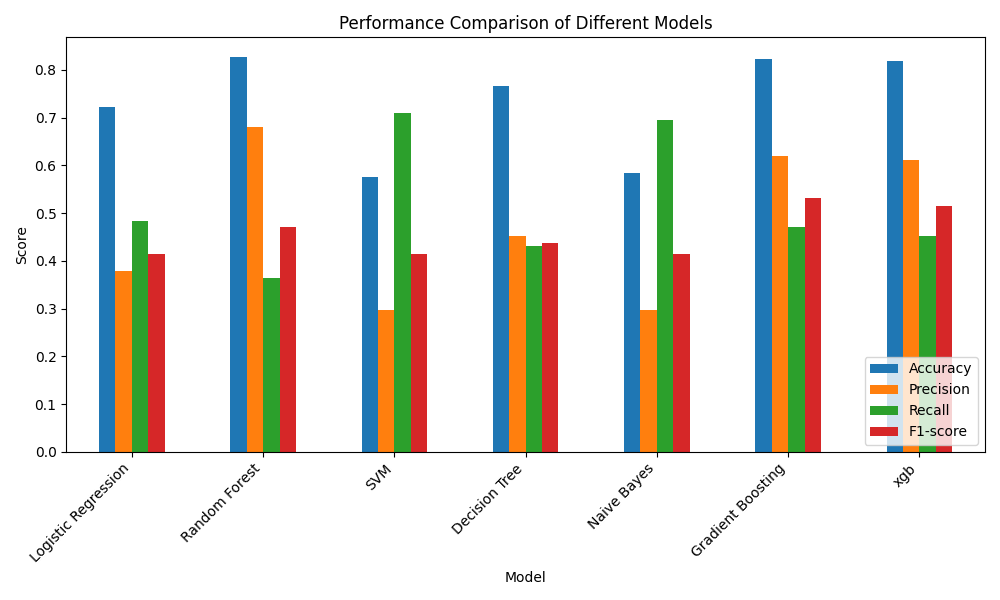 Performance Comparison of Different Models
Score
0.8
0.7
0.6
0.5
0.4
0.3
0.2
0.1
0.0
Accuracy
Precision
Recall
F1-score
Logistic Regression
Random Forest
SVM
Decision Tree
Naive Bayes
Gradient Boosting
xgb
Model